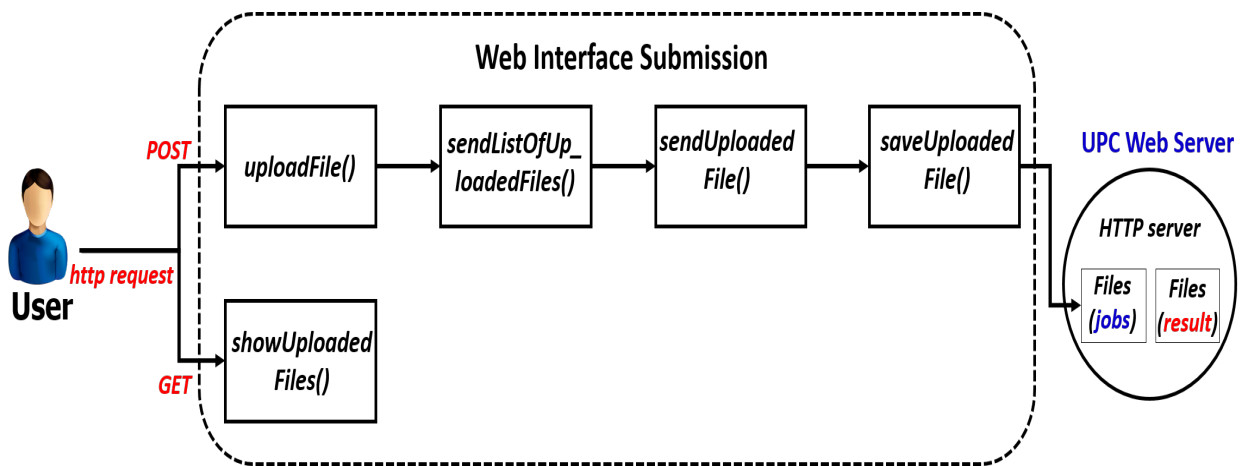 Web Interface Submission
POST
uploadFile()
sendListOfUp_
loadedFiles()
sendUploaded
File()
saveUploaded
File()
UPC Web Server
HTTP server
Files
(jobs)
Files
(result)
http request
User
GET
showUploaded
Files()